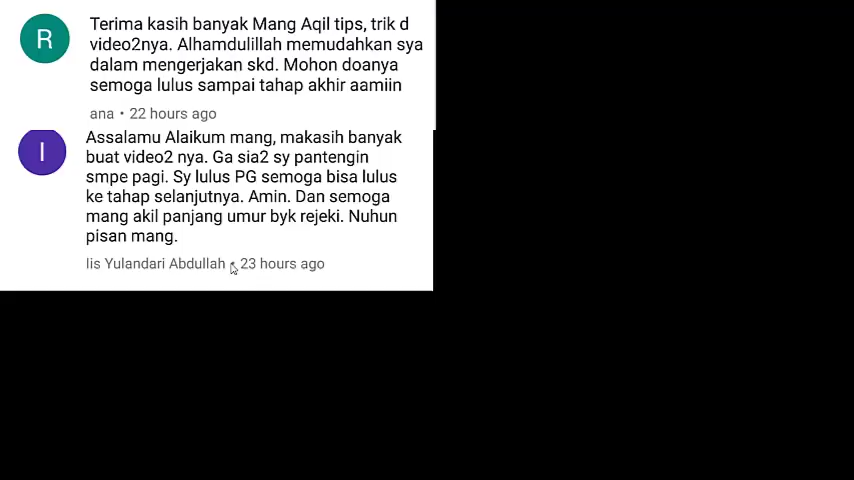 R
Terima kasih banyak Mang Aqil tips, trik d
video2nya. Alhamdulillah memudahkan sya
dalam mengerjakan skd. Mohon doanya
semoga lulus sampai tahap akhir aamiin
ana • 22 hours ago
I
Assalamu Alaikum mang, makasih banyak
buat video2 nya. Ga sia2 sy pantengin
smpe pagi. Sy lulus PG semoga bisa lulus
ke tahap selanjutnya. Amin. Dan semoga
mang akil panjang umur byk rejeki. Nuhun
pisan mang.
Iis Yulandari Abdullah • 23 hours ago